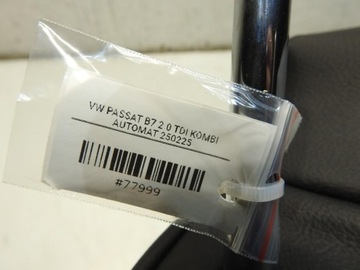 VW PASSAT B7 2.0 TDI KOMBI
AUTOMAT 250225
#77999